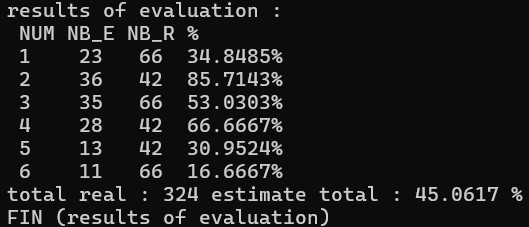 results of evaluation :
NUM NB_E NB_R %
1 23 66 34.8485%
2 36 42 85.7143%
3 35 66 53.0303%
4 28 42 66.6667%
5 13 42 30.9524%
6 11 66 16.6667%
total real : 324 estimate total : 45.0617 %
FIN (results of evaluation)